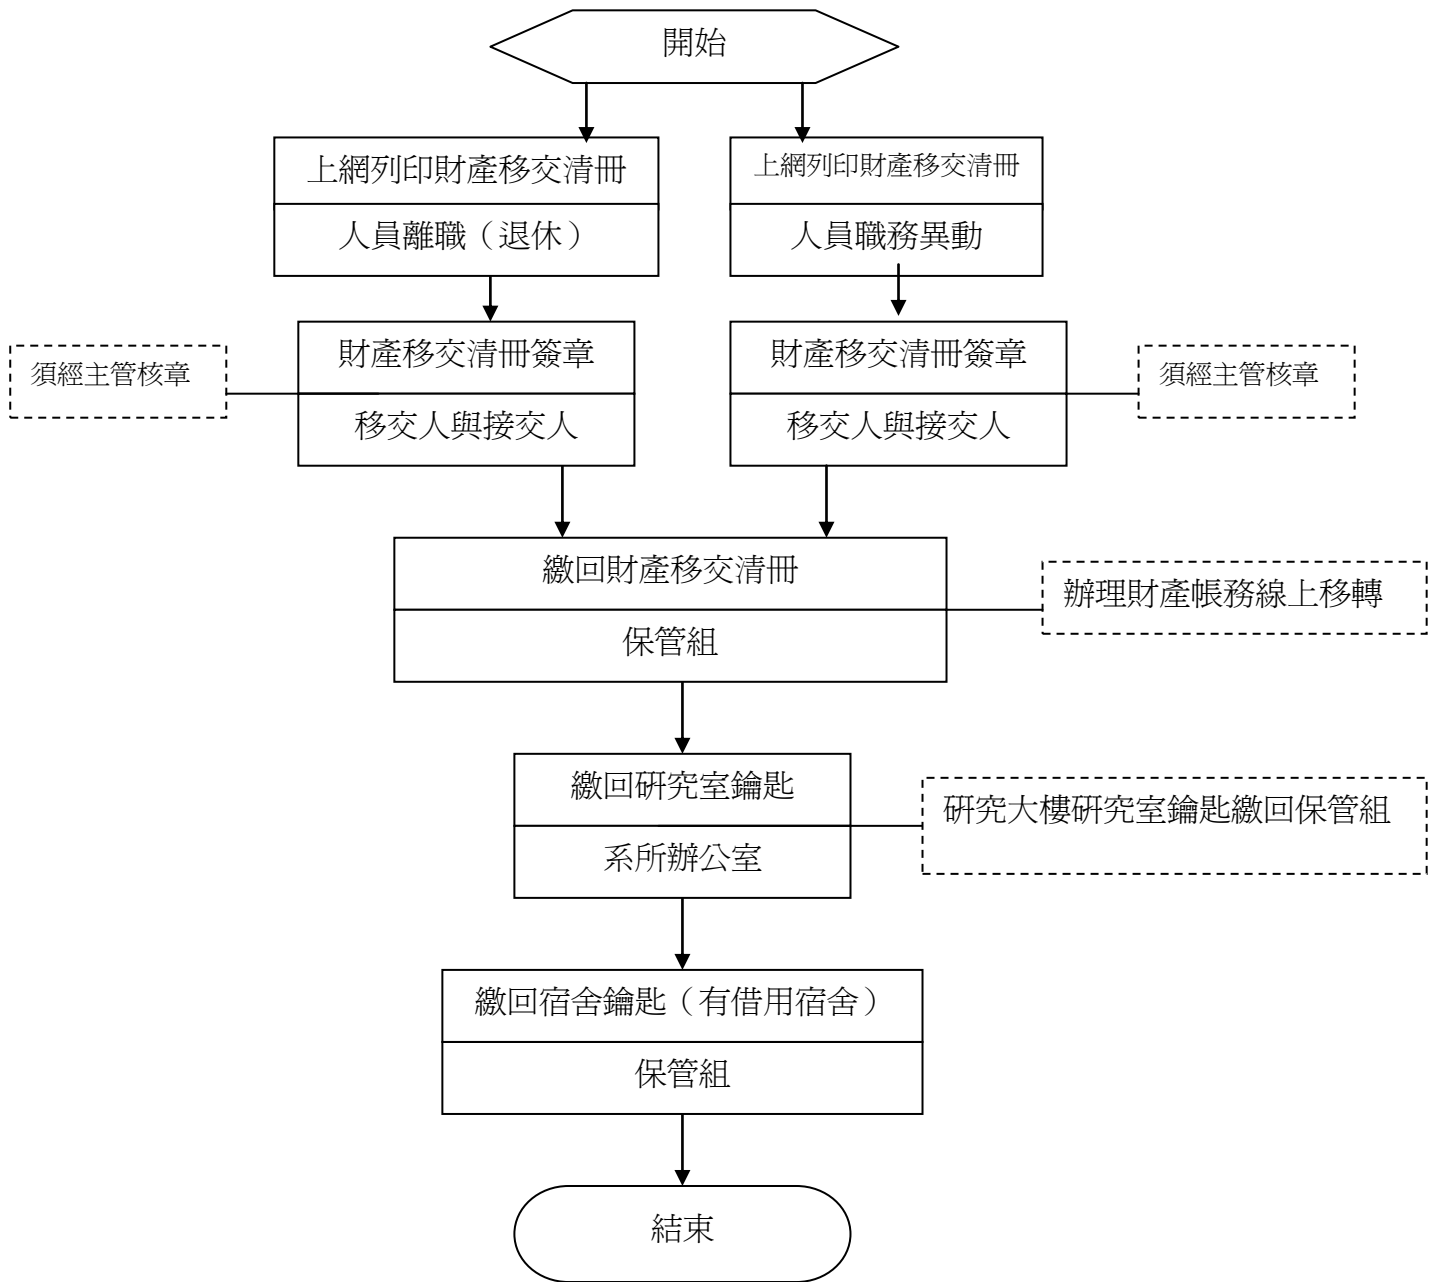 開始
上網列印財產移交清冊
人員離職（退休）
上網列印財產移交清冊
人員職務異動
須經主管核章
財產移交清冊簽章
移交人與接交人
財產移交清冊簽章
移交人與接交人
須經主管核章
繳回財產移交清冊
保管組
辦理財產帳務線上移轉
繳回研究室鑰匙
系所辦公室
研究大樓研究室鑰匙繳回保管組
繳回宿舍鑰匙（有借用宿舍）
保管組
結束